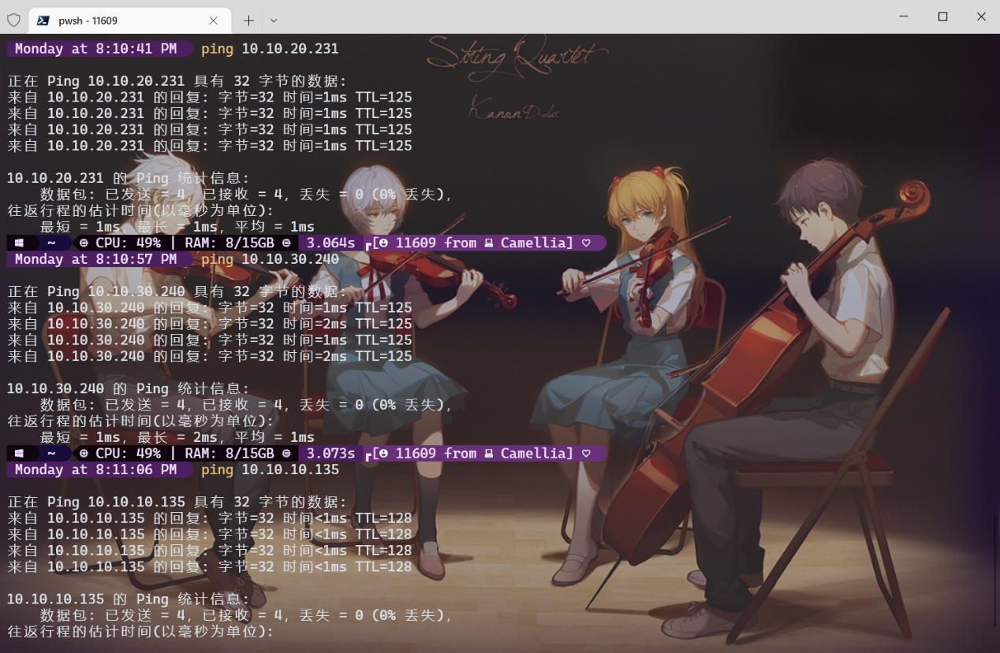 pwsh - 11609
String Quartet
Monday at 8:10:41 PM ping 10.10.20.231
正在 Ping 10.10.20.231 具有 32 字节的数据:
来自 10.10.20.231 的回复: 字节=32 时间=1ms TTL=125
Kanon D-dur
来自 10.10.20.231 的回复: 字节=32 时间=1ms TTL=125
来自 10.10.20.231 的回复: 字节=32 时间=1ms TTL=125
来自 10.10.20.231 的回复: 字节=32 时间=1ms TTL=125
10.10.20.231 的 Ping 统计信息:
数据包: 已发送 = 4, 已接收 = 4, 丢失 = 0 (0% 丢失),
往返行程的估计时间(以毫秒为单位):
最短 = 1ms, 最长 = 1ms, 平均 = 1ms
~ CPU: 49% | RAM: 8/15GB 3.064s ┏[ 11609 from Camellia] ♡
Monday at 8:10:57 PM ping 10.10.30.240
正在 Ping 10.10.30.240 具有 32 字节的数据:
来自 10.10.30.240 的回复: 字节=32 时间=1ms TTL=125
来自 10.10.30.240 的回复: 字节=32 时间=2ms TTL=125
来自 10.10.30.240 的回复: 字节=32 时间=1ms TTL=125
来自 10.10.30.240 的回复: 字节=32 时间=2ms TTL=125
10.10.30.240 的 Ping 统计信息:
数据包: 已发送 = 4, 已接收 = 4, 丢失 = 0 (0% 丢失),
往返行程的估计时间(以毫秒为单位):
最短 = 1ms, 最长 = 2ms, 平均 = 1ms
~ CPU: 49% | RAM: 8/15GB 3.073s ┏[ 11609 from Camellia] ♡
Monday at 8:11:06 PM ping 10.10.10.135
正在 Ping 10.10.10.135 具有 32 字节的数据:
来自 10.10.10.135 的回复: 字节=32 时间<1ms TTL=128
来自 10.10.10.135 的回复: 字节=32 时间<1ms TTL=128
来自 10.10.10.135 的回复: 字节=32 时间<1ms TTL=128
来自 10.10.10.135 的回复: 字节=32 时间<1ms TTL=128
10.10.10.135 的 Ping 统计信息:
数据包: 已发送 = 4, 已接收 = 4, 丢失 = 0 (0% 丢失),
往返行程的估计时间(以毫秒为单位):